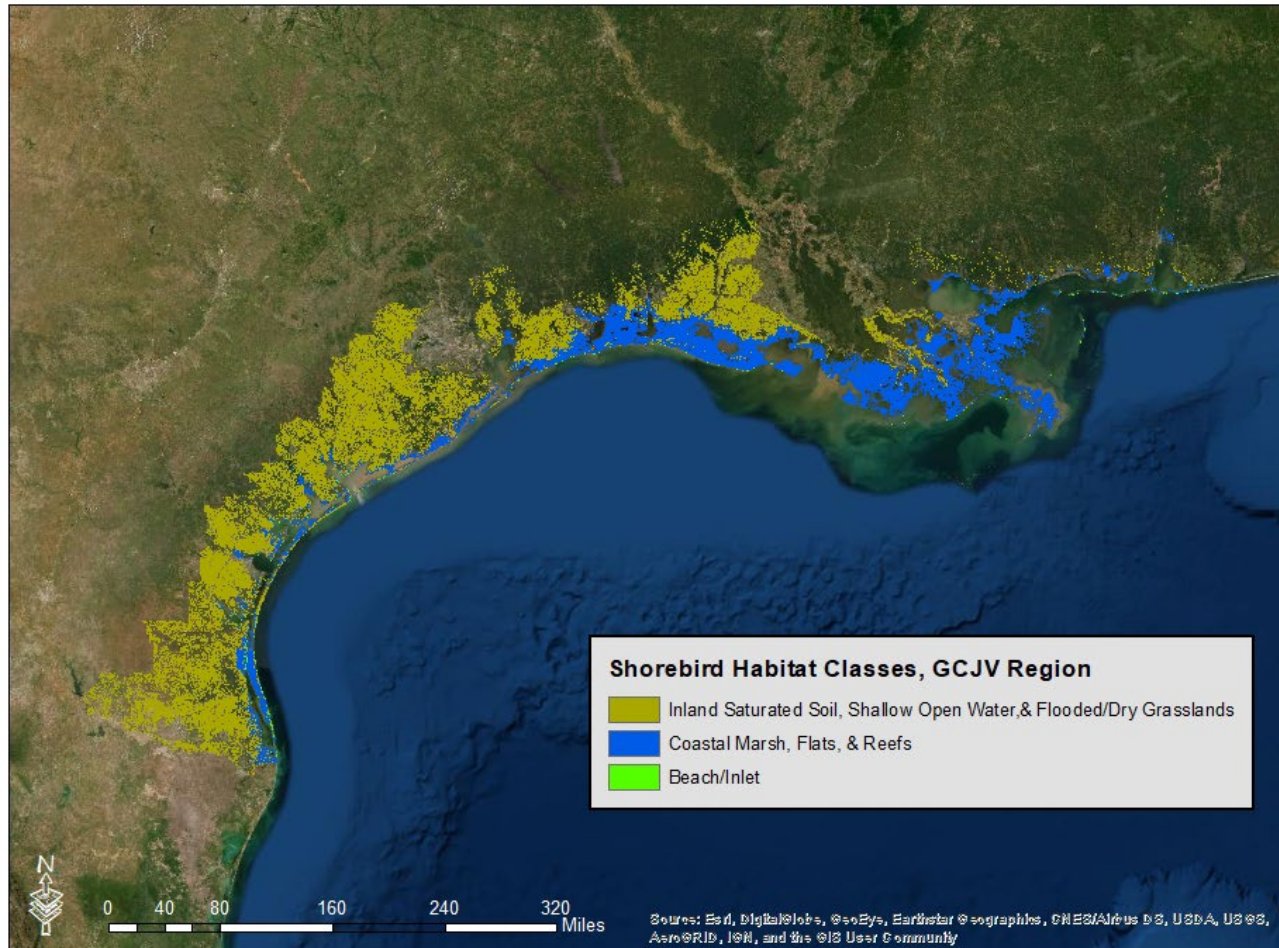 Shorebird Habitat Classes, GCJV Region
Inland Saturated Soil, Shallow Open Water,& Flooded/Dry Grasslands
Coastal Marsh, Flats, & Reefs
Beach/Inlet
N
0 40 80 160 240 320
Miles
Source: Esri, DigitalGlobe, GeoEye, Earthstar Geographics, CNES/Airbus DS, USDA, USGS,
AeroGRID, IGN, and the GIS User Community